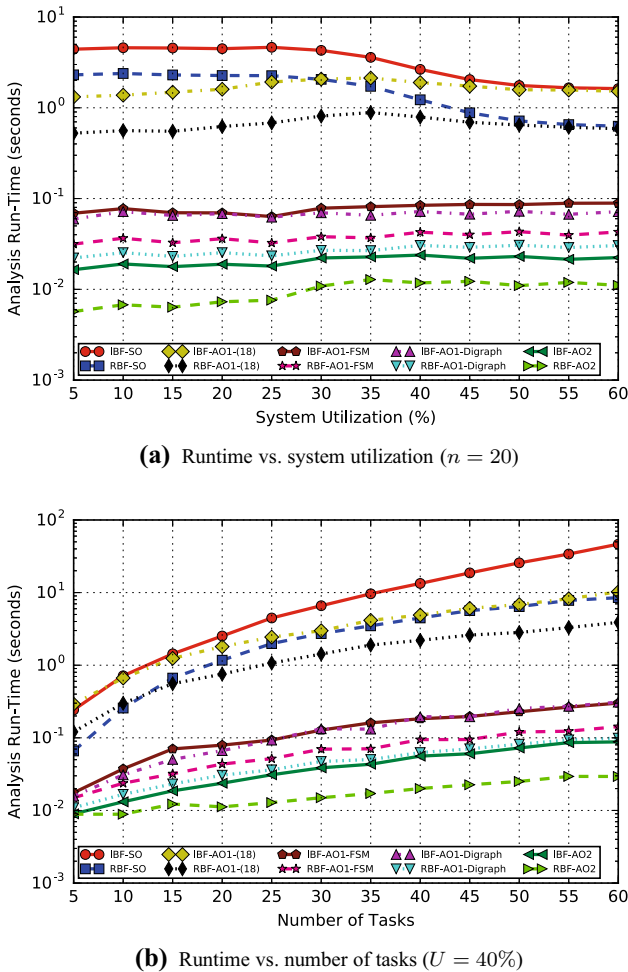 10^1
10^0
10^-1
10^-2
10^-3
Analysis Run-Time (seconds)
IBF-SO IBF-AO1-(18) IBF-AO1-FSM IBF-AO1-Digraph IBF-AO2
RBF-SO RBF-AO1-(18) RBF-AO1-FSM RBF-AO1-Digraph RBF-AO2
5 10 15 20 25 30 35 40 45 50 55 60
System Utilization (%)
(a) Runtime vs. system utilization (n = 20)
10^2
10^1
10^0
10^-1
10^-2
10^-3
Analysis Run-Time (seconds)
IBF-SO IBF-AO1-(18) IBF-AO1-FSM IBF-AO1-Digraph IBF-AO2
RBF-SO RBF-AO1-(18) RBF-AO1-FSM RBF-AO1-Digraph RBF-AO2
5 10 15 20 25 30 35 40 45 50 55 60
Number of Tasks
(b) Runtime vs. number of tasks (U = 40%)